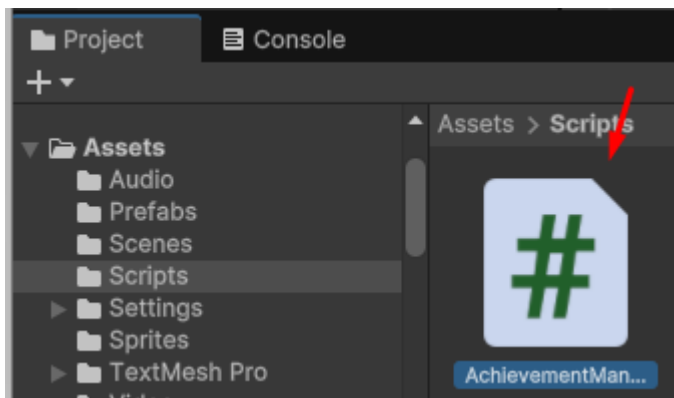 Project
Console
Assets > Scripts
Assets
Audio
Prefabs
Scenes
Scripts
Settings
Sprites
TextMesh Pro
#
AchievementMan...